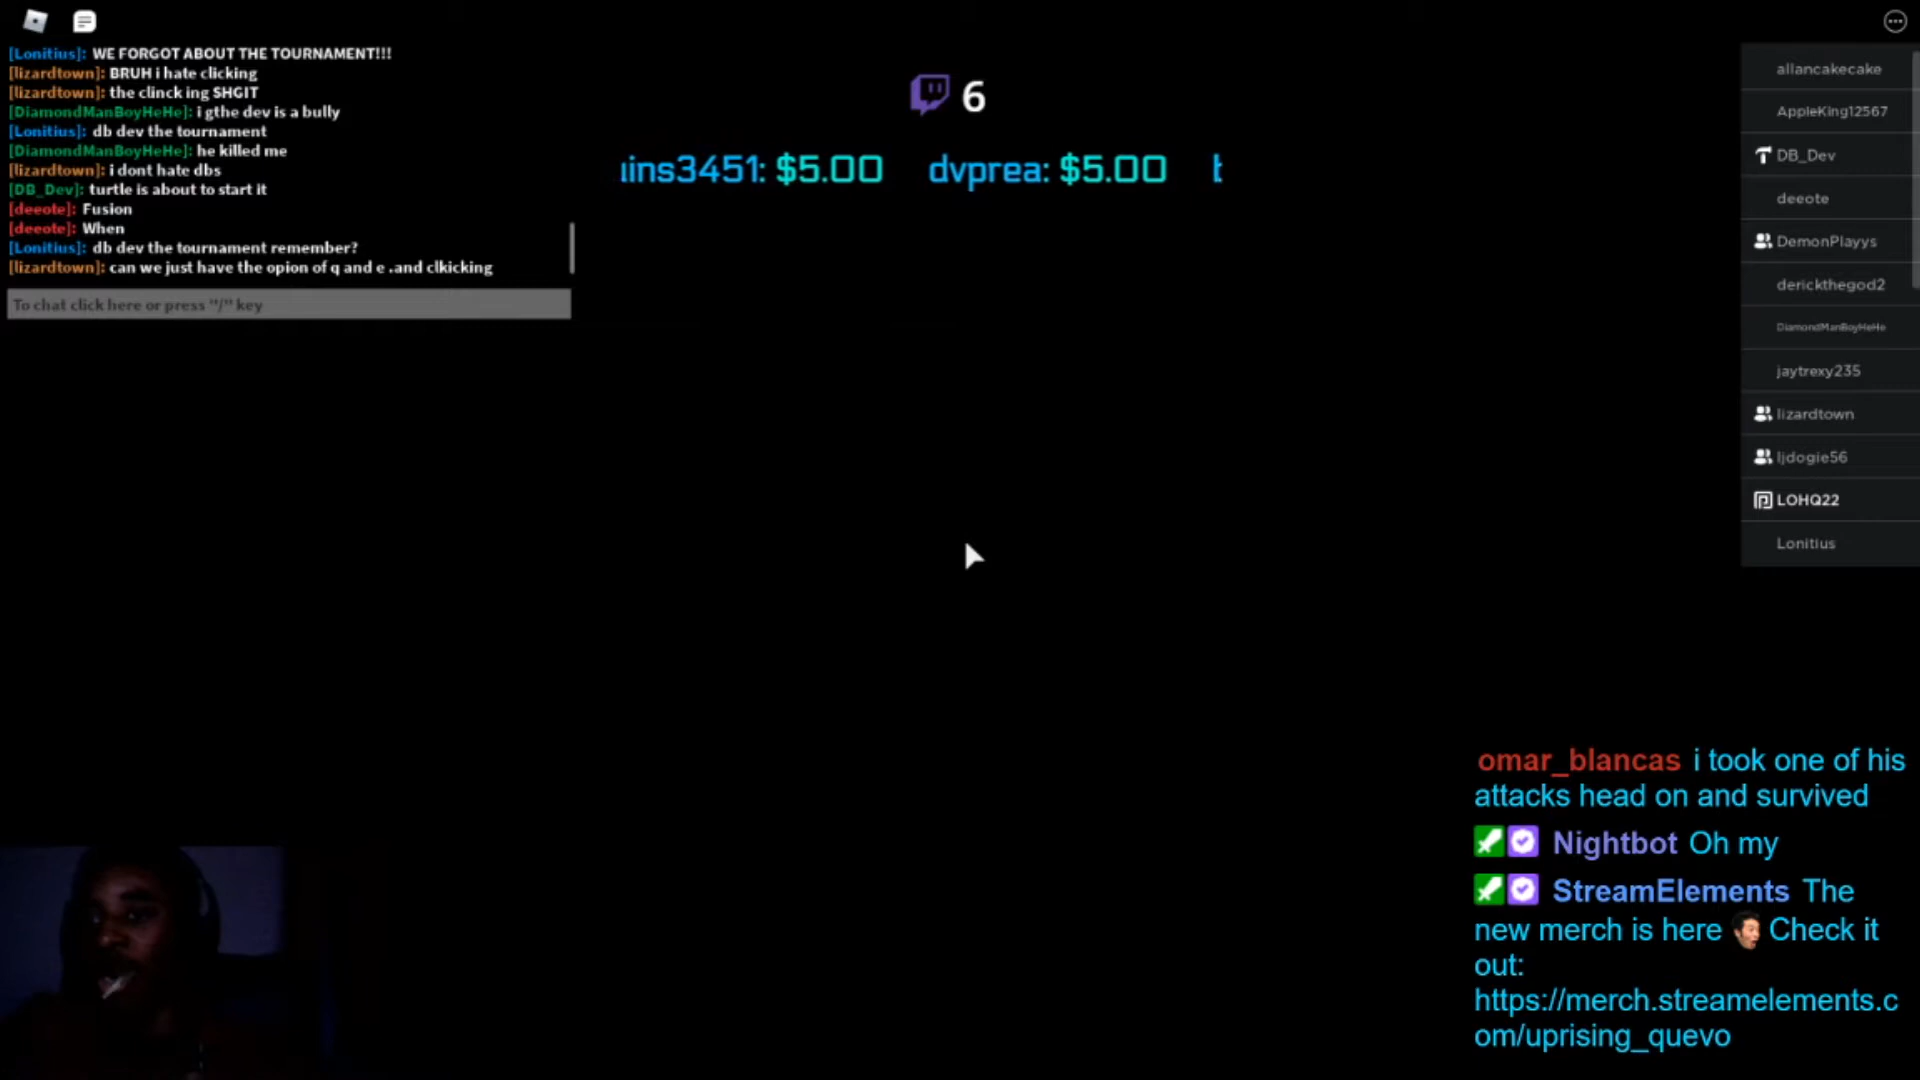 [Lonitius]: WE FORGOT ABOUT THE TOURNAMENT!!!
[lizardtown]: BRUH i hate clicking
[lizardtown]: the clinck ing SHGIT
[DiamondManBoyHeHe]: i gthe dev is a bully
[Lonitius]: db dev the tournament
[DiamondManBoyHeHe]: he killed me
[lizardtown]: i dont hate dbs
[DB_Dev]: turtle is about to start it
[deeote]: Fusion
[deeote]: When
[Lonitius]: db dev the tournament remember?
[lizardtown]: can we just have the opion of q and e .and clkicking
To chat click here or press "/" key
6
ins3451: $5.00 dvprea: $5.00
allancakecake
AppleKing12567
DB_Dev
deeote
DemonPlayys
derickthegod2
DiamondManBoyHeHe
jaytrexy235
lizardtown
ljdogie56
LOHQ22
Lonitius
omar_blancas i took one of his
attacks head on and survived
Nightbot Oh my
StreamElements The
new merch is here Check it
out:
https://merch.streamelements.c
om/uprising_quevo